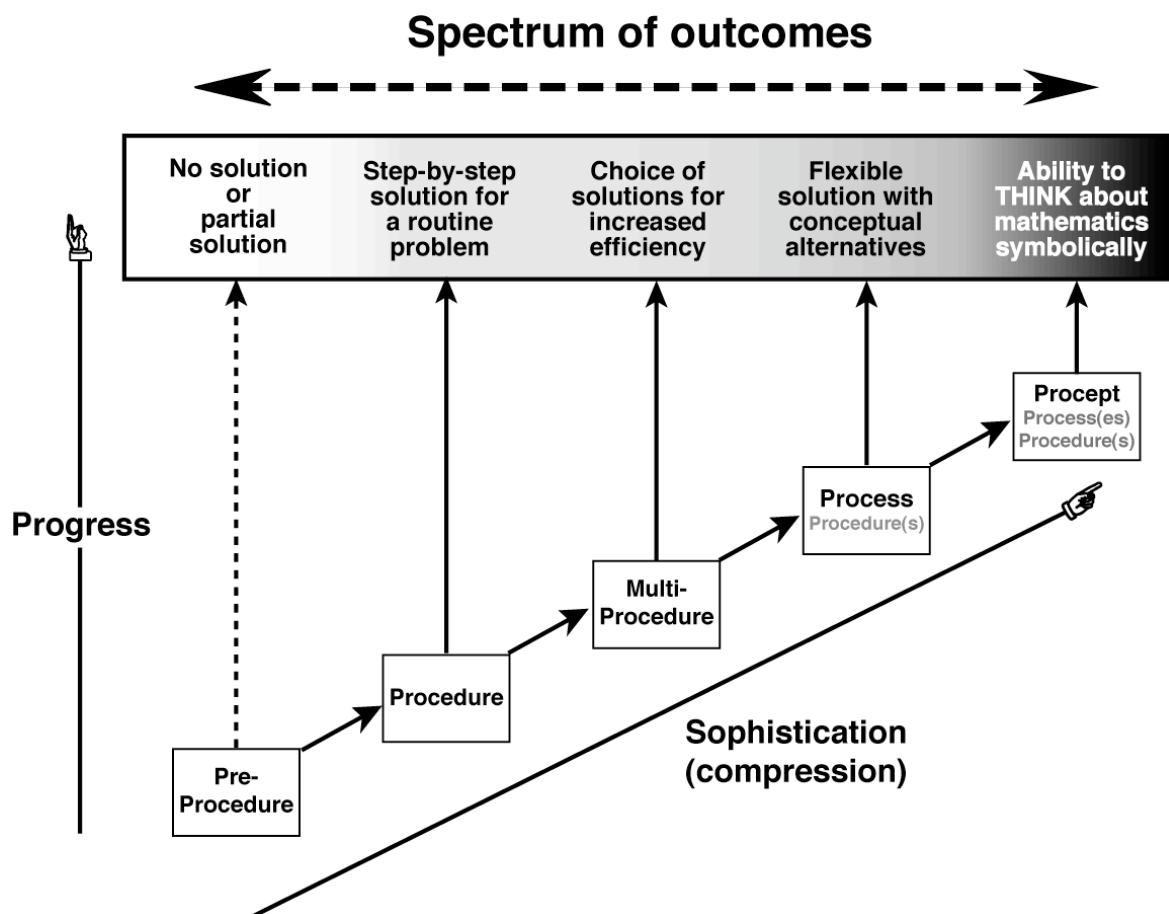 Spectrum of outcomes
No solution
or
partial
solution
Step-by-step
solution for
a routine
problem
Choice of
solutions for
increased
efficiency
Flexible
solution with
conceptual
alternatives
Ability to
THINK about
mathematics
symbolically
Progress
Procept
Process(es)
Procedure(s)
Process
Procedure(s)
Multi-
Procedure
Procedure
Pre-
Procedure
Sophistication
(compression)